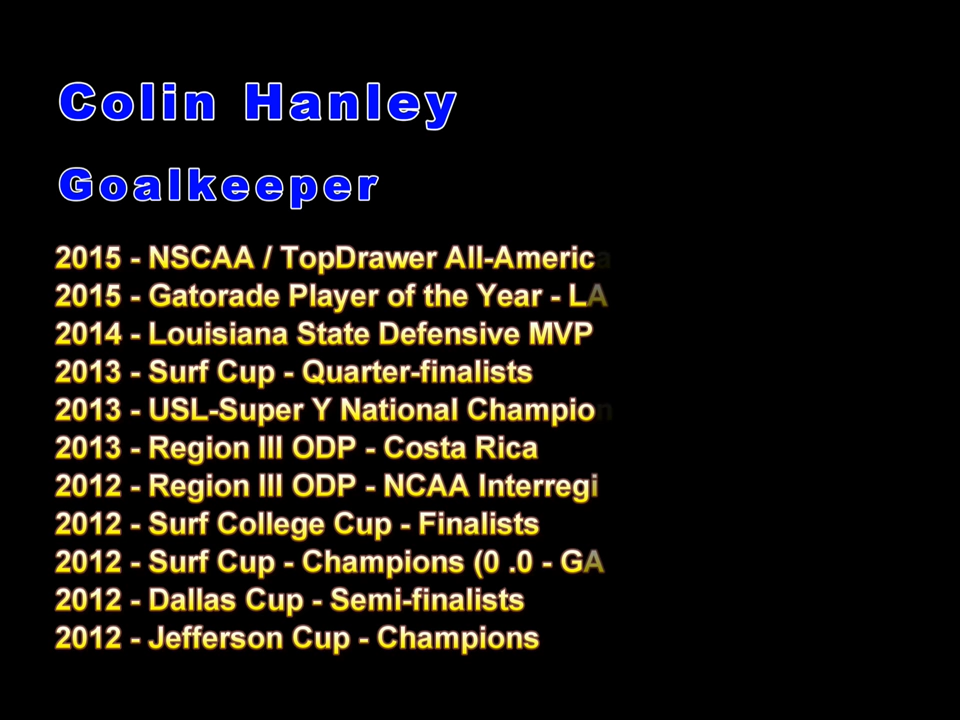 Colin Hanley
Goalkeeper
2015 - NSCAA / TopDrawer All-America
2015 - Gatorade Player of the Year - LA
2014 - Louisiana State Defensive MVP
2013 - Surf Cup - Quarter-finalists
2013 - USL-Super Y National Champion
2013 - Region III ODP - Costa Rica
2012 - Region III ODP - NCAA Interregi
2012 - Surf College Cup - Finalists
2012 - Surf Cup - Champions (0 .0 - GA
2012 - Dallas Cup - Semi-finalists
2012 - Jefferson Cup - Champions